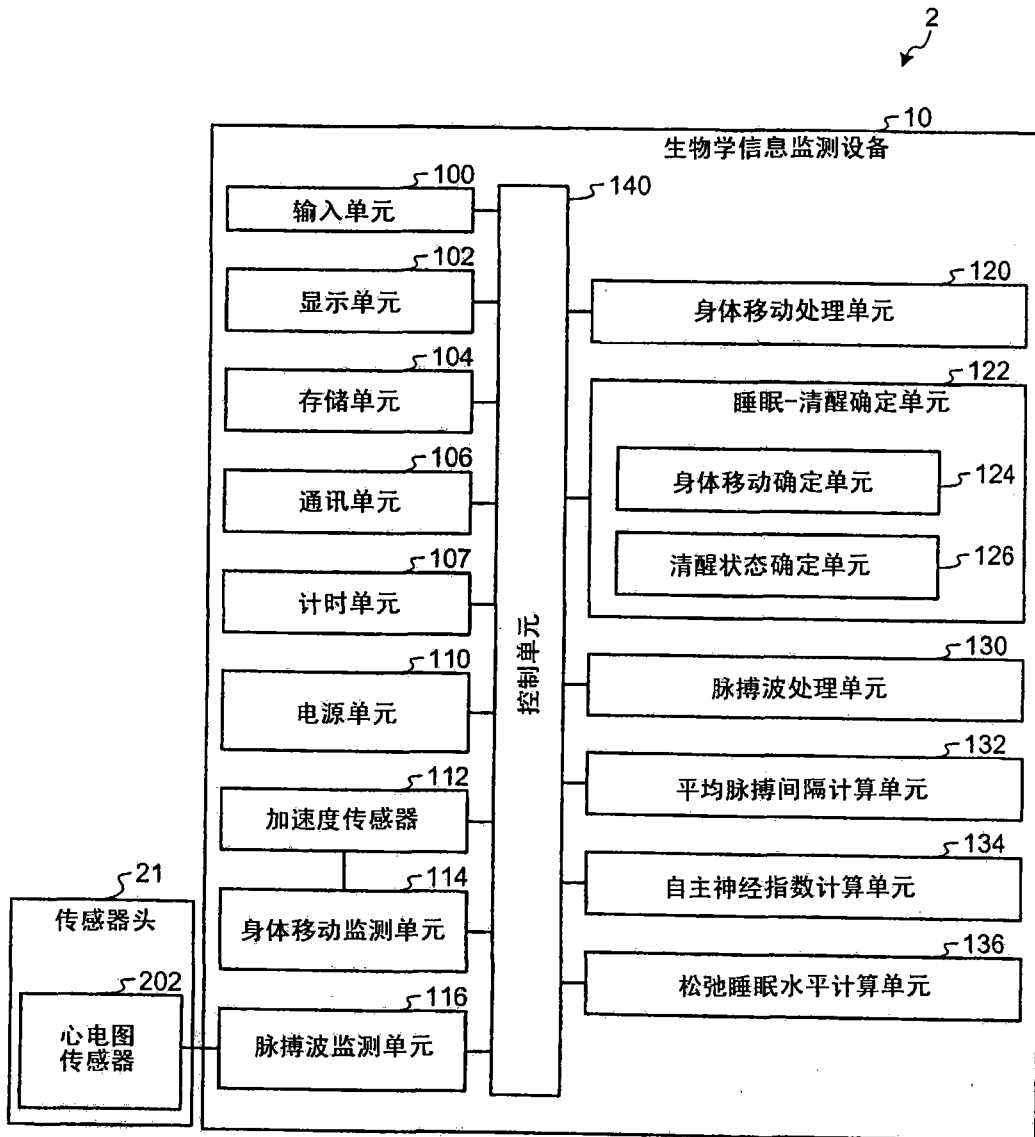 2
10
生物学信息监测设备
100
输入单元
102
显示单元
104
存储单元
106
通讯单元
107
计时单元
110
电源单元
112
加速度传感器
114
身体移动监测单元
116
脉搏波监测单元
21
传感器头
202
心电图
传感器
140
控制单元
120
身体移动处理单元
122
睡眠-清醒确定单元
身体移动确定单元
124
清醒状态确定单元
126
130
脉搏波处理单元
132
平均脉搏间隔计算单元
134
自主神经指数计算单元
136
松弛睡眠水平计算单元